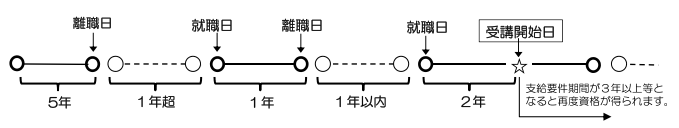 離職日
就職日
離職日
就職日
受講開始日
5年
1年超
1年
1年以内
2年
支給要件期間が3年以上等と
なると再度資格が得られます。